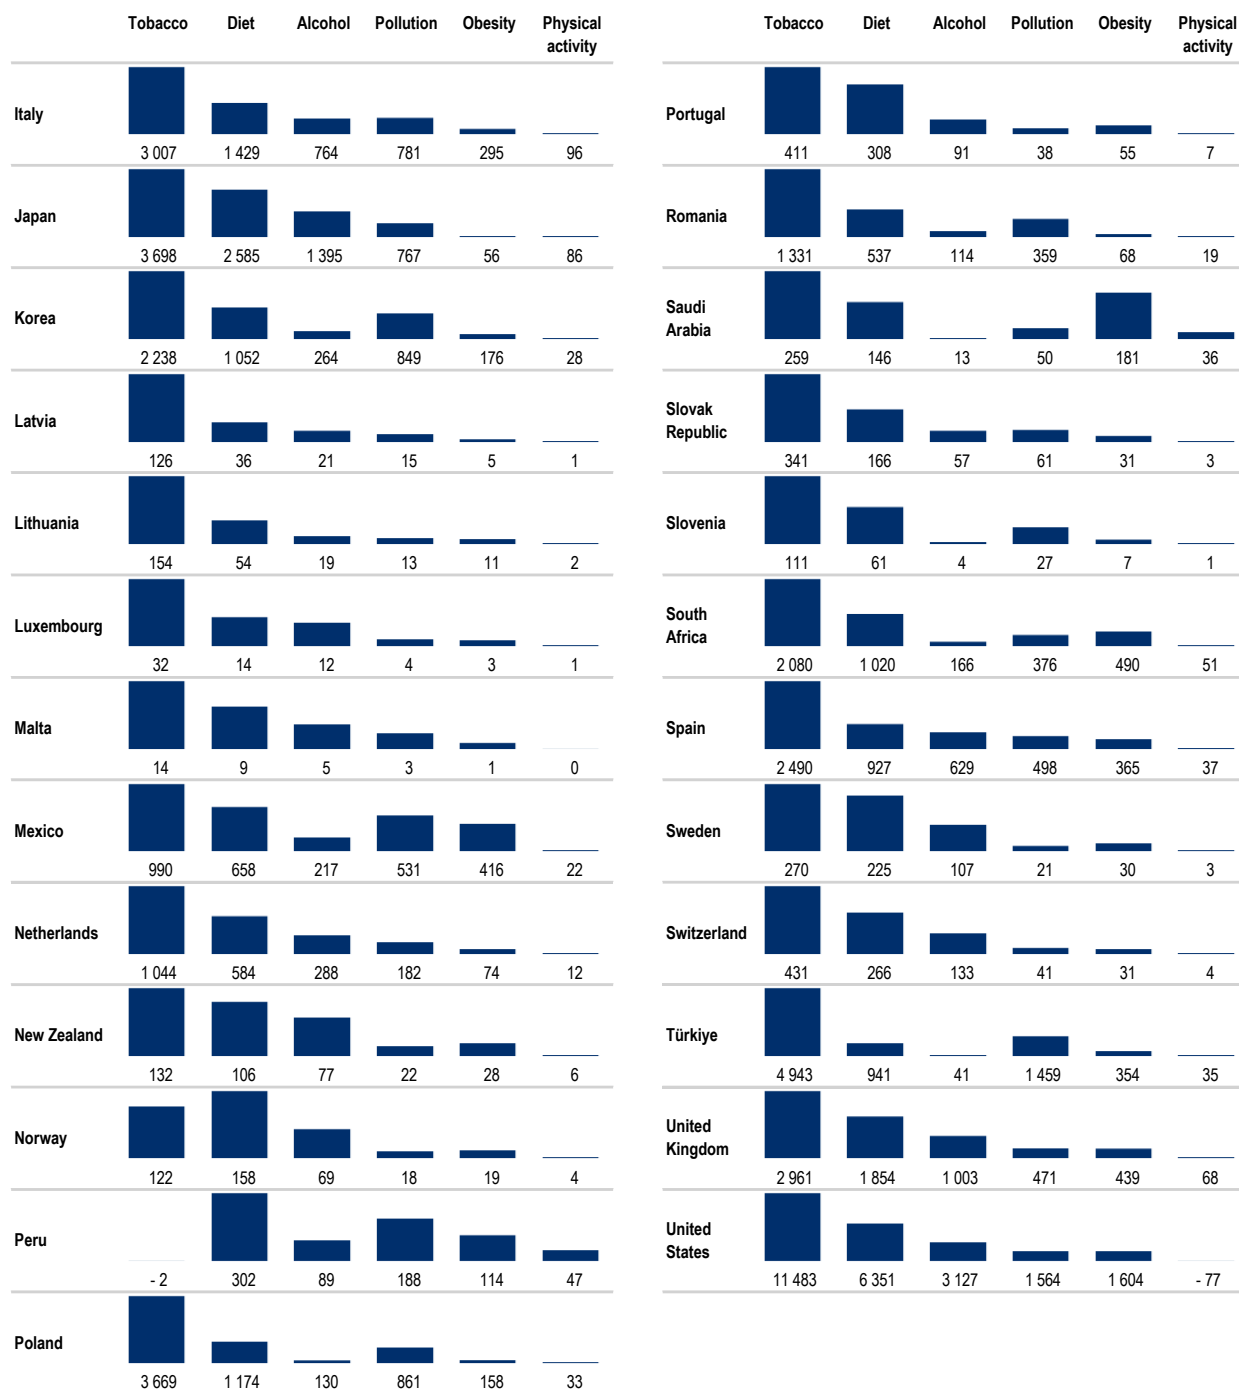 Tobacco Diet Alcohol Pollution Obesity Physical activity
Italy
3 007 1 429 764 781 295 96
Japan
3 698 2 585 1 395 767 56 86
Korea
2 238 1 052 264 849 176 28
Latvia
126 36 21 15 5 1
Lithuania
154 54 19 13 11 2
Luxembourg
32 14 12 4 3 1
Malta
14 9 5 3 1 0
Mexico
990 658 217 531 416 22
Netherlands
1 044 584 288 182 74 12
New Zealand
132 106 77 22 28 6
Norway
122 158 69 18 19 4
Peru
- 2 302 89 188 114 47
Poland
3 669 1 174 130 861 158 33
Tobacco Diet Alcohol Pollution Obesity Physical activity
Portugal
411 308 91 38 55 7
Romania
1 331 537 114 359 68 19
Saudi
Arabia
259 146 13 50 181 36
Slovak
Republic
341 166 57 61 31 3
Slovenia
111 61 4 27 7 1
South
Africa
2 080 1 020 166 376 490 51
Spain
2 490 927 629 498 365 37
Sweden
270 225 107 21 30 3
Switzerland
431 266 133 41 31 4
Türkiye
4 943 941 41 1 459 354 35
United
Kingdom
2 961 1 854 1 003 471 439 68
United
States
11 483 6 351 3 127 1 564 1 604 - 77